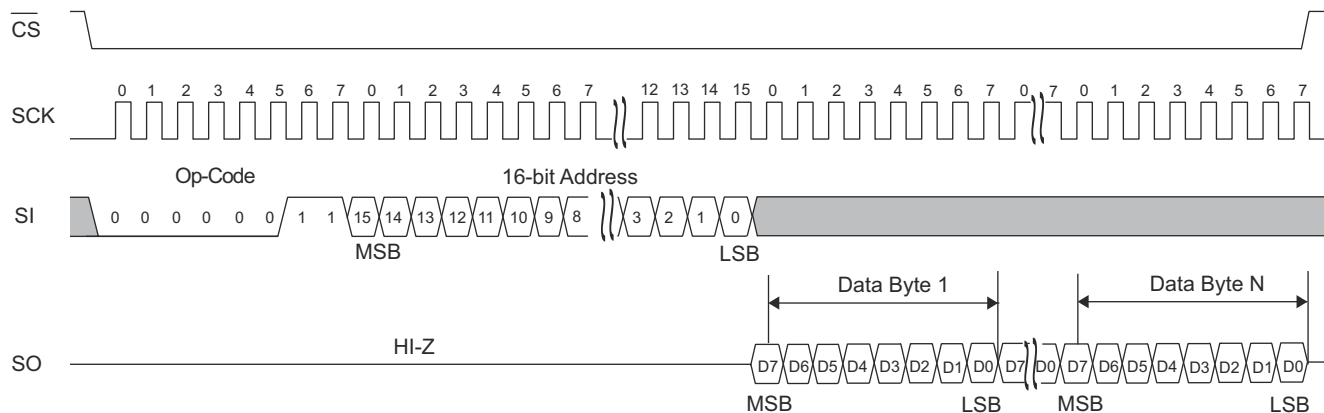 CS
0 1 2 3 4 5 6 7 0 1 2 3 4 5 6 7 12 13 14 15 0 1 2 3 4 5 6 7 0 7 0 1 2 3 4 5 6 7
SCK
Op-Code 16-bit Address
SI 0 0 0 0 0 0 1 1 15 14 13 12 11 10 9 8 3 2 1 0
MSB LSB
Data Byte 1 Data Byte N
HI-Z
SO D7 D6 D5 D4 D3 D2 D1 D0 D7 D0 D7 D6 D5 D4 D3 D2 D1 D0
MSB LSB MSB LSB